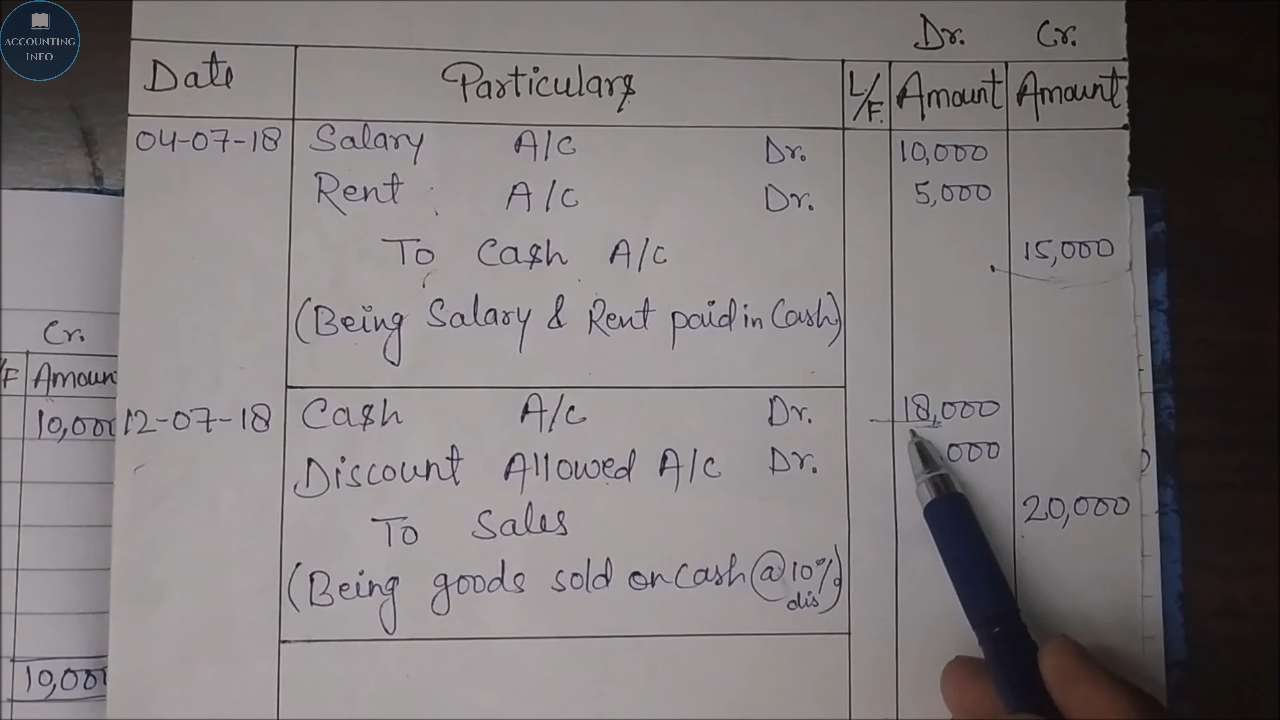 ACCOUNTING
INFO
Dr. Cr.
Date Particulars L/F. Amount Amount
04-07-18 Salary A/C Dr. 10,000
Rent A/C Dr. 5,000
To Cash A/C 15,000
(Being Salary & Rent paid in Cash)
12-07-18 Cash A/C Dr. 18,000
Discount Allowed A/C Dr. ,000
To Sales 20,000
(Being goods sold on cash @ 10%
dis)
Cr.
/F Amoun
10,000
10,000